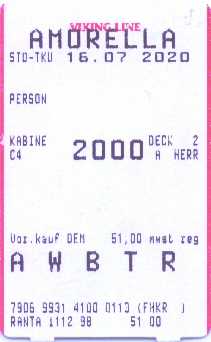 VIKING LINE
AMORELLA
STO-TKU 16.07 2020
PERSON
KABINE 2000 DECK 2
C4 A HERR
Vor.kauf DEM 51,00 mwst reg
A W B T R
7906 9931 4100 0113 (FHKR )
RANTA 1112 98 51 00